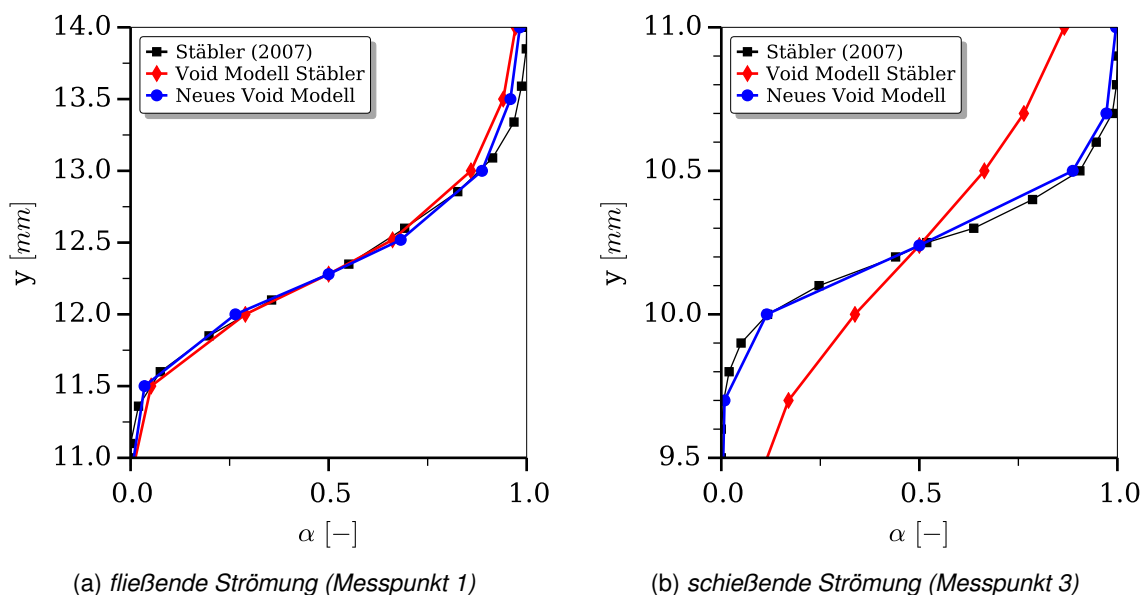 14.0
13.5
13.0
12.5
12.0
11.5
11.0
y [mm]
Stäbler (2007)
Void Modell Stäbler
Neues Void Modell
0.0 0.5 1.0
α [−]
(a) fließende Strömung (Messpunkt 1)
11.0
10.5
10.0
9.5
y [mm]
Stäbler (2007)
Void Modell Stäbler
Neues Void Modell
0.0 0.5 1.0
α [−]
(b) schießende Strömung (Messpunkt 3)